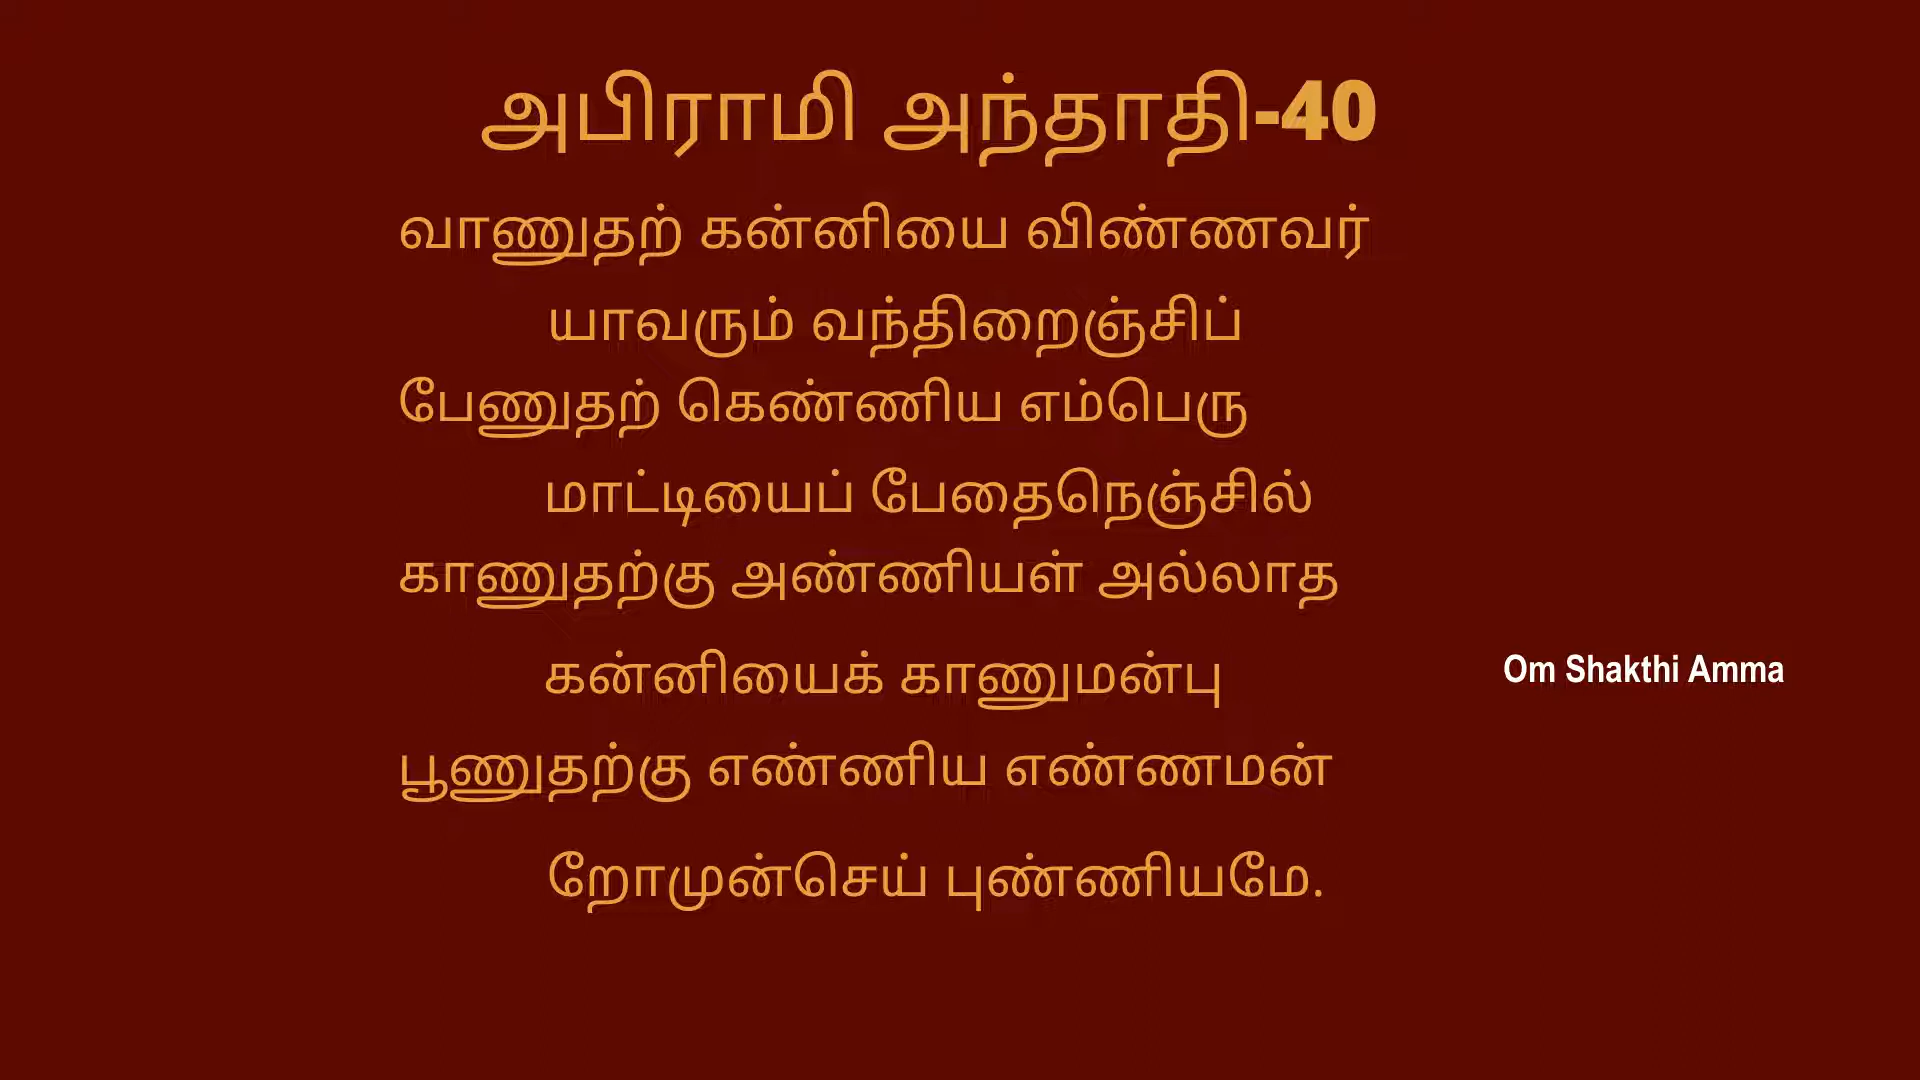 அபிராமி அந்தாதி-40
வாணுதற் கன்னியை விண்ணவர்
யாவரும் வந்திறைஞ்சிப்
பேணுதற் கெண்ணிய எம்பெரு
மாட்டியைப் பேதைநெஞ்சில்
காணுதற்கு அண்ணியள் அல்லாத
கன்னியைக் காணுமன்பு
பூணுதற்கு எண்ணிய எண்ணமன்
றோமுன்செய் புண்ணியமே.
Om Shakthi Amma